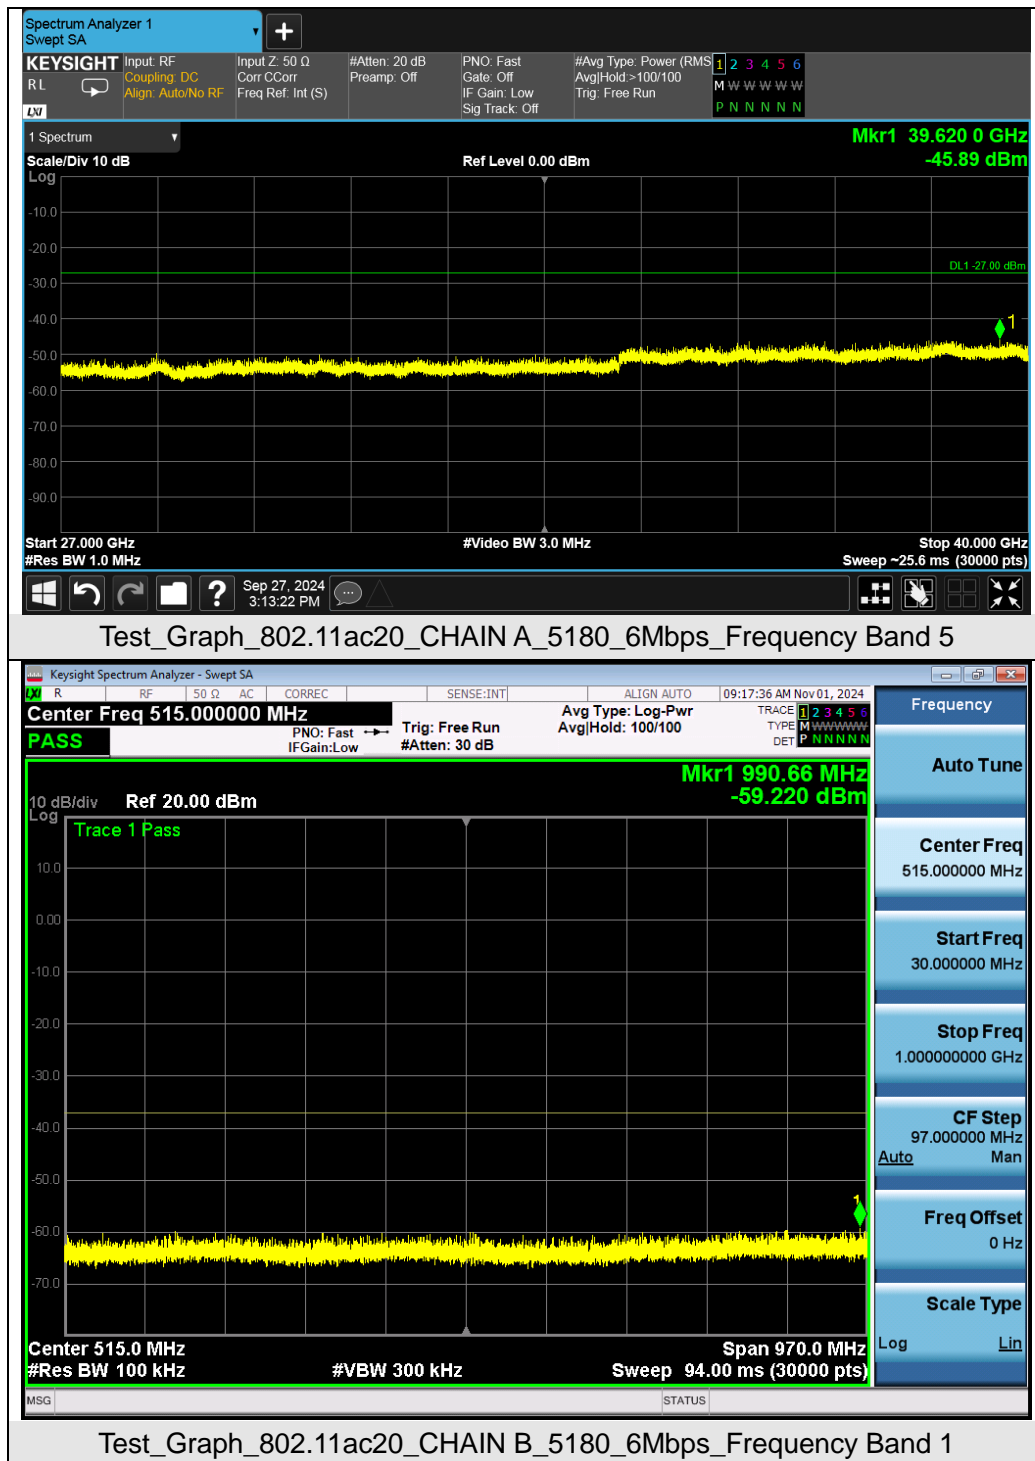 Spectrum Analyzer 1
Swept SA
+
KEYSIGHT Input: RF Input Z: 50 Ω #Atten: 20 dB PNO: Fast #Avg Type: Power (RMS 1 2 3 4 5 6
RL Coupling: DC Corr CCorr Preamp: Off Gate: Off Avg|Hold:>100/100 M W W W W W
Align: Auto/No RF Freq Ref: Int (S) IF Gain: Low Trig: Free Run
LXI Sig Track: Off P N N N N N
1 Spectrum Mkr1 39.620 0 GHz
Scale/Div 10 dB Ref Level 0.00 dBm -45.89 dBm
Log
-10.0
-20.0
DL1 -27.00 dBm
-30.0
-40.0
1
-50.0
-60.0
-70.0
-80.0
-90.0
Start 27.000 GHz #Video BW 3.0 MHz Stop 40.000 GHz
#Res BW 1.0 MHz Sweep ~25.6 ms (30000 pts)
? Sep 27, 2024
3:13:22 PM
Test_Graph_802.11ac20_CHAIN A_5180_6Mbps_Frequency Band 5
Keysight Spectrum Analyzer - Swept SA
LXI R RF 50 Ω AC CORREC SENSE:INT ALIGN AUTO 09:17:36 AM Nov 01, 2024
Center Freq 515.000000 MHz Avg Type: Log-Pwr TRACE 1 2 3 4 5 6 Frequency
PASS PNO: Fast Trig: Free Run Avg|Hold: 100/100 TYPE M W W W W W
IFGain:Low #Atten: 30 dB DET P N N N N N
Auto Tune
Mkr1 990.66 MHz
10 dB/div Ref 20.00 dBm -59.220 dBm
Log
Trace 1 Pass
Center Freq
515.000000 MHz
10.0
0.00
Start Freq
30.000000 MHz
-10.0
-20.0
Stop Freq
1.000000000 GHz
-30.0
CF Step
97.000000 MHz
Auto Man
-40.0
-50.0
1
Freq Offset
0 Hz
-60.0
-70.0
Scale Type
Log Lin
Center 515.0 MHz Span 970.0 MHz
#Res BW 100 kHz #VBW 300 kHz Sweep 94.00 ms (30000 pts)
MSG STATUS
Test_Graph_802.11ac20_CHAIN B_5180_6Mbps_Frequency Band 1